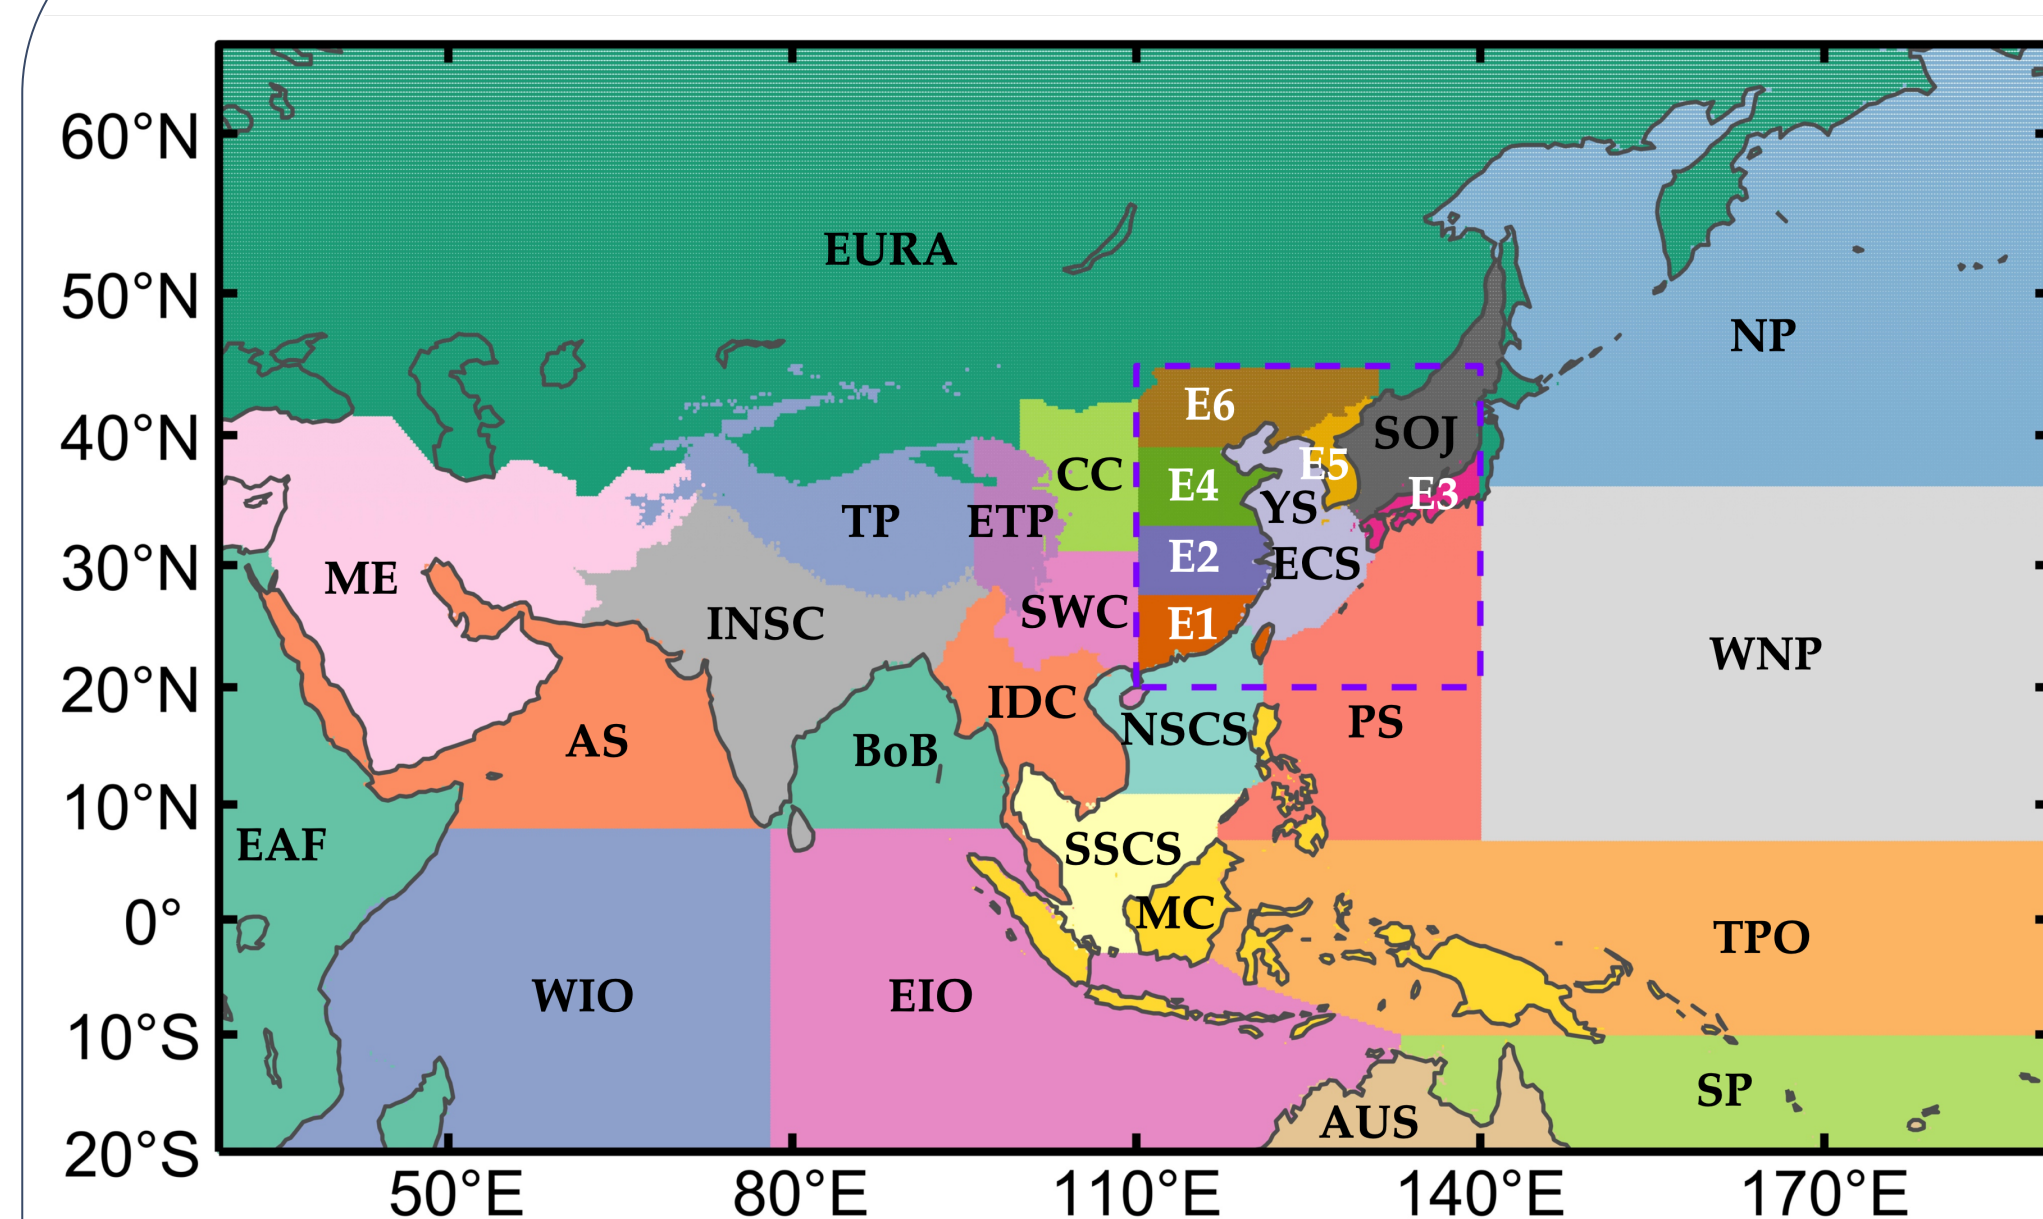 60°N
EURA
50°N
NP
E6
40°N
SOJ
CC
E5
E4
E3
YS
TP
ETP
30°N
E2
ECS
ME
SWC
INSC
E1
WNP
20°N
IDC
PS
NSCS
AS
BoB
10°N
EAF
SSCS
0°
MC
TPO
WIO
EIO
10°S
SP
AUS
20°S
50°E 80°E 110°E 140°E 170°E